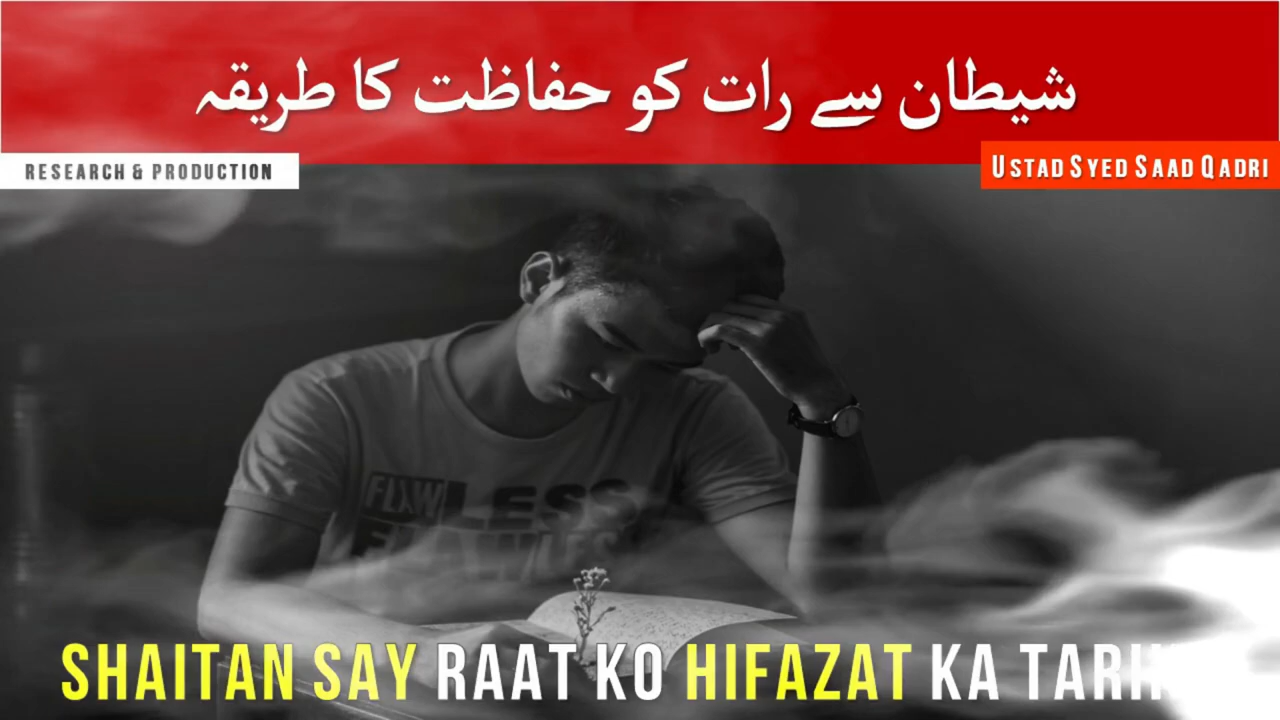 شیطان سے رات کو حفاظت کا طریقہ
RESEARCH & PRODUCTION
USTAD SYED SAAD QADRI
FLXWLESS
SHAITAN SAY RAAT KO HIFAZAT KA